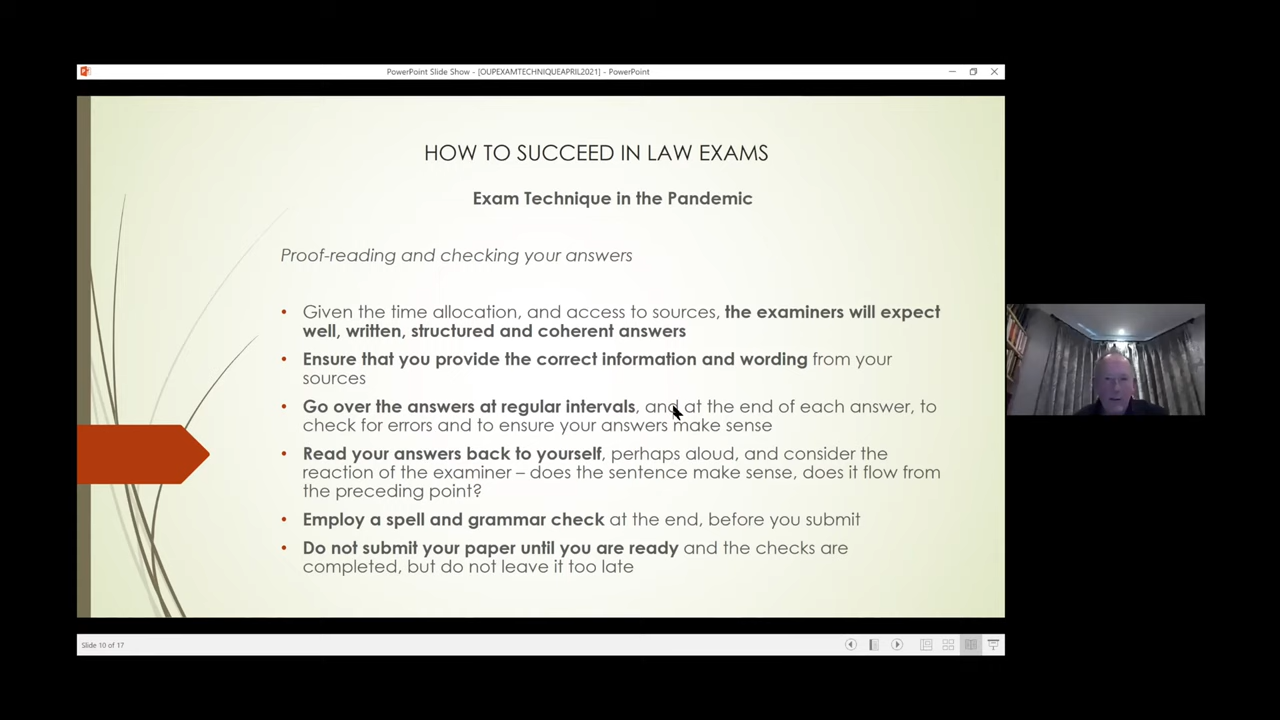 PowerPoint Slide Show - [OUPEXAMTECHNIQUEAPRIL2021] - PowerPoint
HOW TO SUCCEED IN LAW EXAMS
Exam Technique in the Pandemic
Proof-reading and checking your answers
• Given the time allocation, and access to sources, the examiners will expect
well, written, structured and coherent answers
• Ensure that you provide the correct information and wording from your
sources
• Go over the answers at regular intervals, and at the end of each answer, to
check for errors and to ensure your answers make sense
• Read your answers back to yourself, perhaps aloud, and consider the
reaction of the examiner – does the sentence make sense, does it flow from
the preceding point?
• Employ a spell and grammar check at the end, before you submit
• Do not submit your paper until you are ready and the checks are
completed, but do not leave it too late
Slide 10 of 17